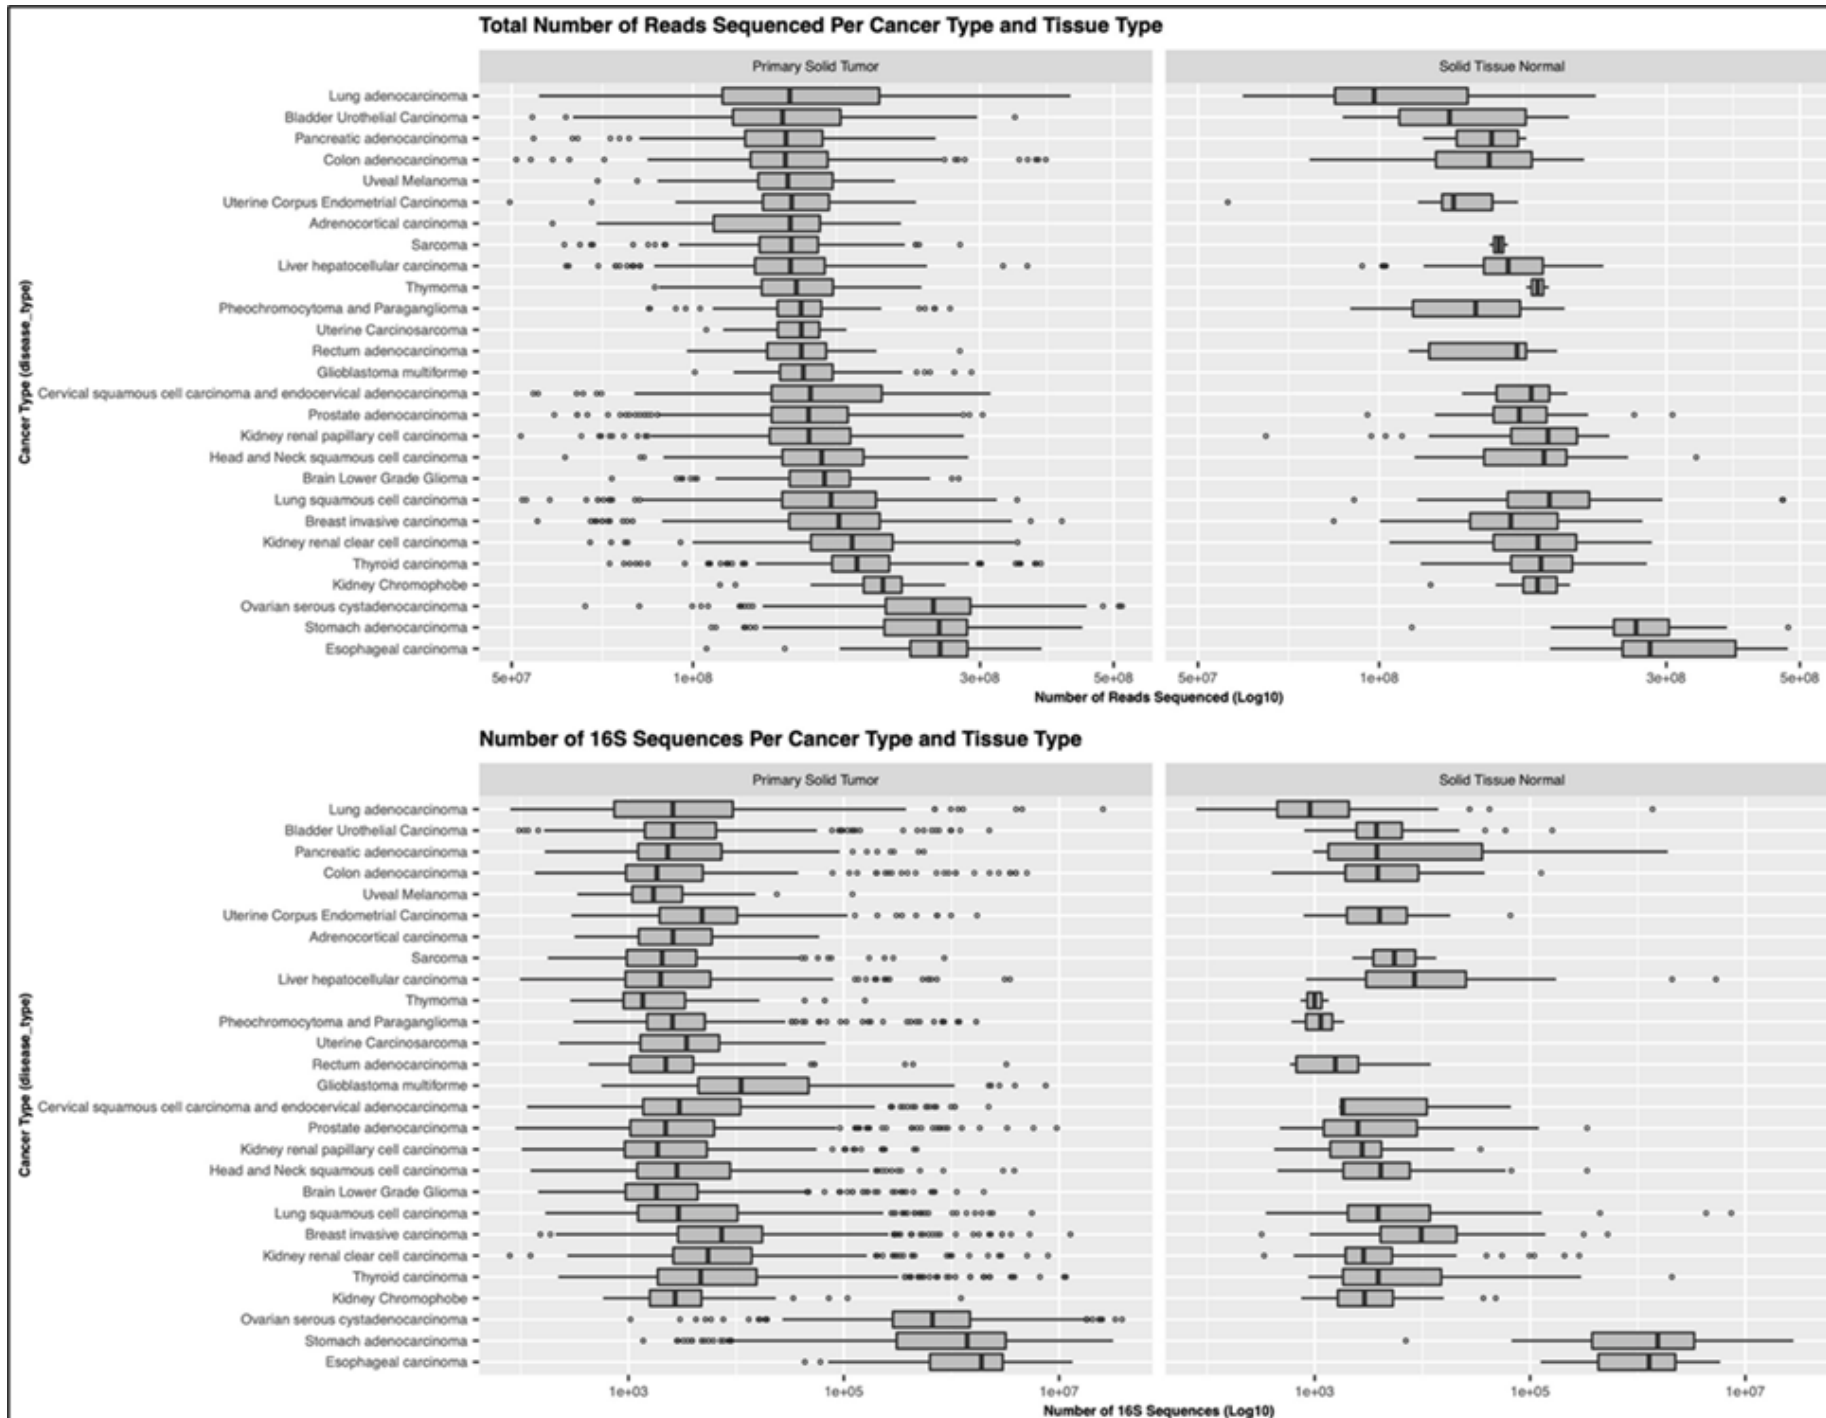 Total Number of Reads Sequenced Per Cancer Type and Tissue Type
Primary Solid Tumor
Solid Tissue Normal
Cancer Type (disease_type)
Lung adenocarcinoma
Bladder Urothelial Carcinoma
Pancreatic adenocarcinoma
Colon adenocarcinoma
Uveal Melanoma
Uterine Corpus Endometrial Carcinoma
Adrenocortical carcinoma
Sarcoma
Liver hepatocellular carcinoma
Thymoma
Pheochromocytoma and Paraganglioma
Uterine Carcinosarcoma
Rectum adenocarcinoma
Glioblastoma multiforme
Cervical squamous cell carcinoma and endocervical adenocarcinoma
Prostate adenocarcinoma
Kidney renal papillary cell carcinoma
Head and Neck squamous cell carcinoma
Brain Lower Grade Glioma
Lung squamous cell carcinoma
Breast invasive carcinoma
Kidney renal clear cell carcinoma
Thyroid carcinoma
Kidney Chromophobe
Ovarian serous cystadenocarcinoma
Stomach adenocarcinoma
Esophageal carcinoma
5e+07 1e+08 3e+08 5e+08 5e+07 1e+08 3e+08 5e+08
Number of Reads Sequenced (Log10)
Number of 16S Sequences Per Cancer Type and Tissue Type
Primary Solid Tumor
Solid Tissue Normal
Cancer Type (disease_type)
Lung adenocarcinoma
Bladder Urothelial Carcinoma
Pancreatic adenocarcinoma
Colon adenocarcinoma
Uveal Melanoma
Uterine Corpus Endometrial Carcinoma
Adrenocortical carcinoma
Sarcoma
Liver hepatocellular carcinoma
Thymoma
Pheochromocytoma and Paraganglioma
Uterine Carcinosarcoma
Rectum adenocarcinoma
Glioblastoma multiforme
Cervical squamous cell carcinoma and endocervical adenocarcinoma
Prostate adenocarcinoma
Kidney renal papillary cell carcinoma
Head and Neck squamous cell carcinoma
Brain Lower Grade Glioma
Lung squamous cell carcinoma
Breast invasive carcinoma
Kidney renal clear cell carcinoma
Thyroid carcinoma
Kidney Chromophobe
Ovarian serous cystadenocarcinoma
Stomach adenocarcinoma
Esophageal carcinoma
1e+03 1e+05 1e+07 1e+03 1e+05 1e+07
Number of 16S Sequences (Log10)